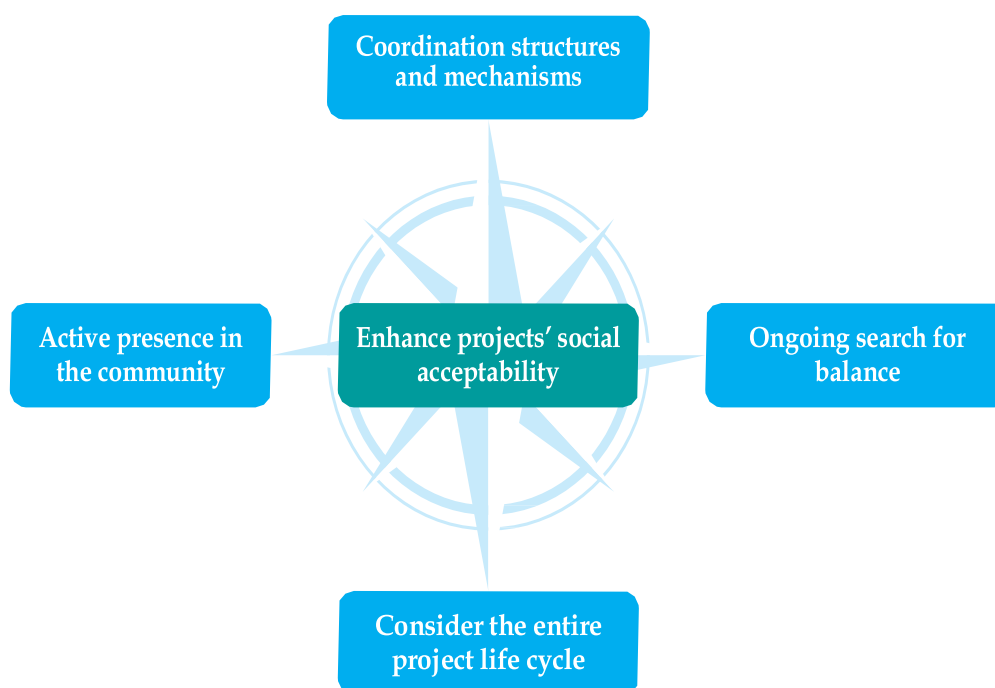 Coordination structures
and mechanisms
Active presence in
the community
Enhance projects’ social
acceptability
Ongoing search for
balance
Consider the entire
project life cycle